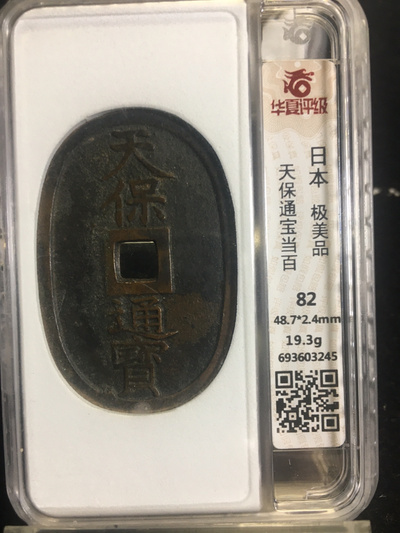 天保
通寳
华夏评级
日本 极美品
天保通宝当百
82
48.7*2.4mm
19.3g
693603245